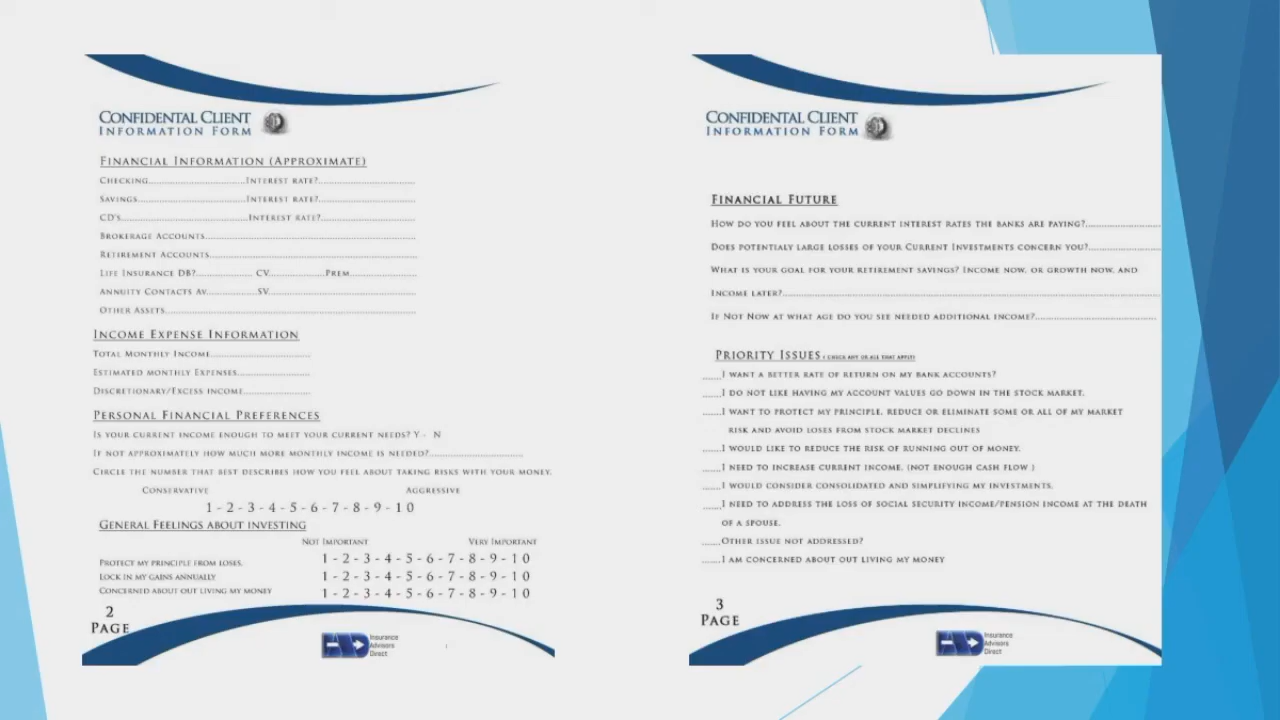 CONFIDENTAL CLIENT
INFORMATION FORM
FINANCIAL INFORMATION (APPROXIMATE)
CHECKING..............................INTEREST RATE?..............................
SAVINGS..............................INTEREST RATE?..............................
CD'S..............................INTEREST RATE?..............................
BROKERAGE ACCOUNTS..............................
RETIREMENT ACCOUNTS..............................
LIFE INSURANCE DB?.................. CV..................PREM..................
ANNUITY CONTACTS AV..................SV..............................
OTHER ASSETS..............................
INCOME EXPENSE INFORMATION
TOTAL MONTHLY INCOME..............................
ESTIMATED MONTHLY EXPENSES..............................
DISCRETIONARY/EXCESS INCOME..............................
PERSONAL FINANCIAL PREFERENCES
IS YOUR CURRENT INCOME ENOUGH TO MEET YOUR CURRENT NEEDS? Y - N
IF NOT APPROXIMATELY HOW MUCH MORE MONTHLY INCOME IS NEEDED?..............................
CIRCLE THE NUMBER THAT BEST DESCRIBES HOW YOU FEEL ABOUT TAKING RISKS WITH YOUR MONEY.
CONSERVATIVE AGGRESSIVE
1 - 2 - 3 - 4 - 5 - 6 - 7 - 8 - 9 - 10
GENERAL FEELINGS ABOUT INVESTING
NOT IMPORTANT VERY IMPORTANT
PROTECT MY PRINCIPLE FROM LOSES. 1 - 2 - 3 - 4 - 5 - 6 - 7 - 8 - 9 - 10
LOCK IN MY GAINS ANNUALLY 1 - 2 - 3 - 4 - 5 - 6 - 7 - 8 - 9 - 10
CONCERNED ABOUT OUT LIVING MY MONEY 1 - 2 - 3 - 4 - 5 - 6 - 7 - 8 - 9 - 10
2
PAGE
IAD Insurance
Advisors
Direct
CONFIDENTAL CLIENT
INFORMATION FORM
FINANCIAL FUTURE
HOW DO YOU FEEL ABOUT THE CURRENT INTEREST RATES THE BANKS ARE PAYING?..............................
DOES POTENTIALY LARGE LOSSES OF YOUR CURRENT INVESTMENTS CONCERN YOU?..............................
WHAT IS YOUR GOAL FOR YOUR RETIREMENT SAVINGS? INCOME NOW, OR GROWTH NOW, AND
INCOME LATER?..............................
IF NOT NOW AT WHAT AGE DO YOU SEE NEEDED ADDITIONAL INCOME?..............................
PRIORITY ISSUES ( CHECK ANY OR ALL THAT APPLY)
.......I WANT A BETTER RATE OF RETURN ON MY BANK ACCOUNTS?
.......I DO NOT LIKE HAVING MY ACCOUNT VALUES GO DOWN IN THE STOCK MARKET.
.......I WANT TO PROTECT MY PRINCIPLE, REDUCE OR ELIMINATE SOME OR ALL OF MY MARKET
RISK AND AVOID LOSES FROM STOCK MARKET DECLINES
.......I WOULD LIKE TO REDUCE THE RISK OF RUNNING OUT OF MONEY.
.......I NEED TO INCREASE CURRENT INCOME. (NOT ENOUGH CASH FLOW )
.......I WOULD CONSIDER CONSOLIDATED AND SIMPLIFYING MY INVESTMENTS.
.......I NEED TO ADDRESS THE LOSS OF SOCIAL SECURITY INCOME/PENSION INCOME AT THE DEATH
OF A SPOUSE.
.......OTHER ISSUE NOT ADDRESSED?
.......I AM CONCERNED ABOUT OUT LIVING MY MONEY
3
PAGE
IAD Insurance
Advisors
Direct